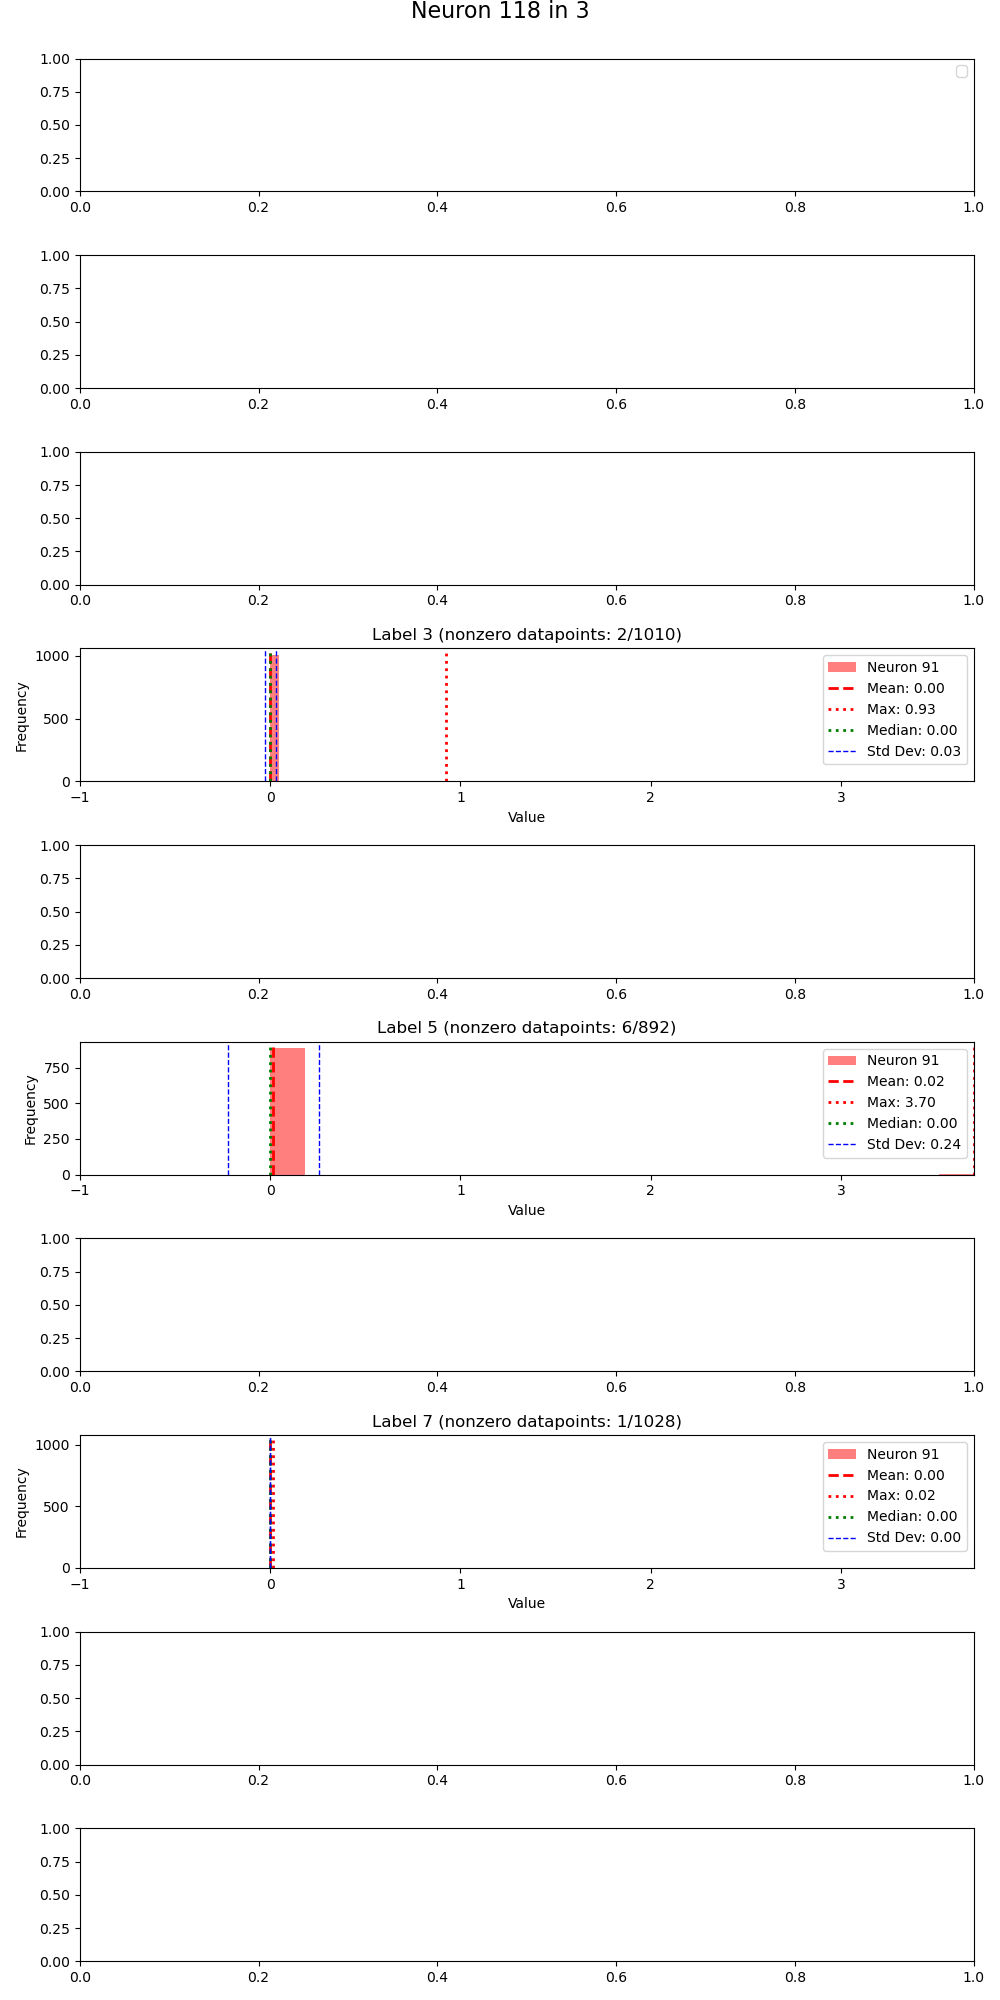 Neuron 118 in 3
1.00
0.75
0.50
0.25
0.00
0.0 0.2 0.4 0.6 0.8 1.0
1.00
0.75
0.50
0.25
0.00
0.0 0.2 0.4 0.6 0.8 1.0
1.00
0.75
0.50
0.25
0.00
0.0 0.2 0.4 0.6 0.8 1.0
Label 3 (nonzero datapoints: 2/1010)
Frequency
1000
500
0
Neuron 91
Mean: 0.00
Max: 0.93
Median: 0.00
Std Dev: 0.03
−1 0 1 2 3
Value
1.00
0.75
0.50
0.25
0.00
0.0 0.2 0.4 0.6 0.8 1.0
Label 5 (nonzero datapoints: 6/892)
Frequency
750
500
250
0
Neuron 91
Mean: 0.02
Max: 3.70
Median: 0.00
Std Dev: 0.24
−1 0 1 2 3
Value
1.00
0.75
0.50
0.25
0.00
0.0 0.2 0.4 0.6 0.8 1.0
Label 7 (nonzero datapoints: 1/1028)
Frequency
1000
500
0
Neuron 91
Mean: 0.00
Max: 0.02
Median: 0.00
Std Dev: 0.00
−1 0 1 2 3
Value
1.00
0.75
0.50
0.25
0.00
0.0 0.2 0.4 0.6 0.8 1.0
1.00
0.75
0.50
0.25
0.00
0.0 0.2 0.4 0.6 0.8 1.0